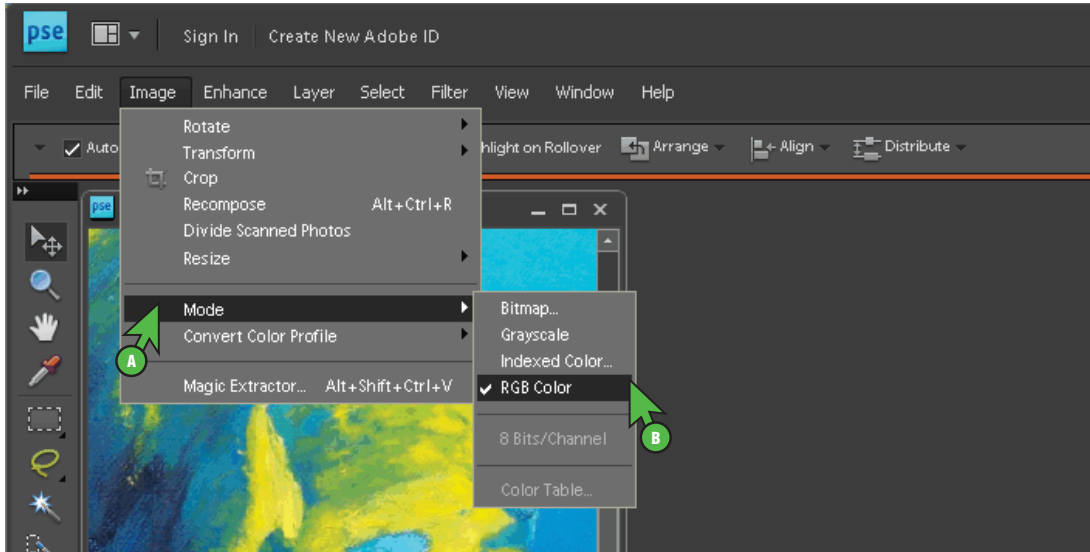 pse Sign In Create New Adobe ID
File Edit Image Enhance Layer Select Filter View Window Help
Auto hlight on Rollover Arrange Align Distribute
Rotate
Transform
Crop
Recompose Alt+Ctrl+R
pse
Divide Scanned Photos
Resize
Mode
Convert Color Profile
Magic Extractor... Alt+Shift+Ctrl+V
A
Bitmap...
Grayscale
Indexed Color...
RGB Color
B
8 Bits/Channel
Color Table...